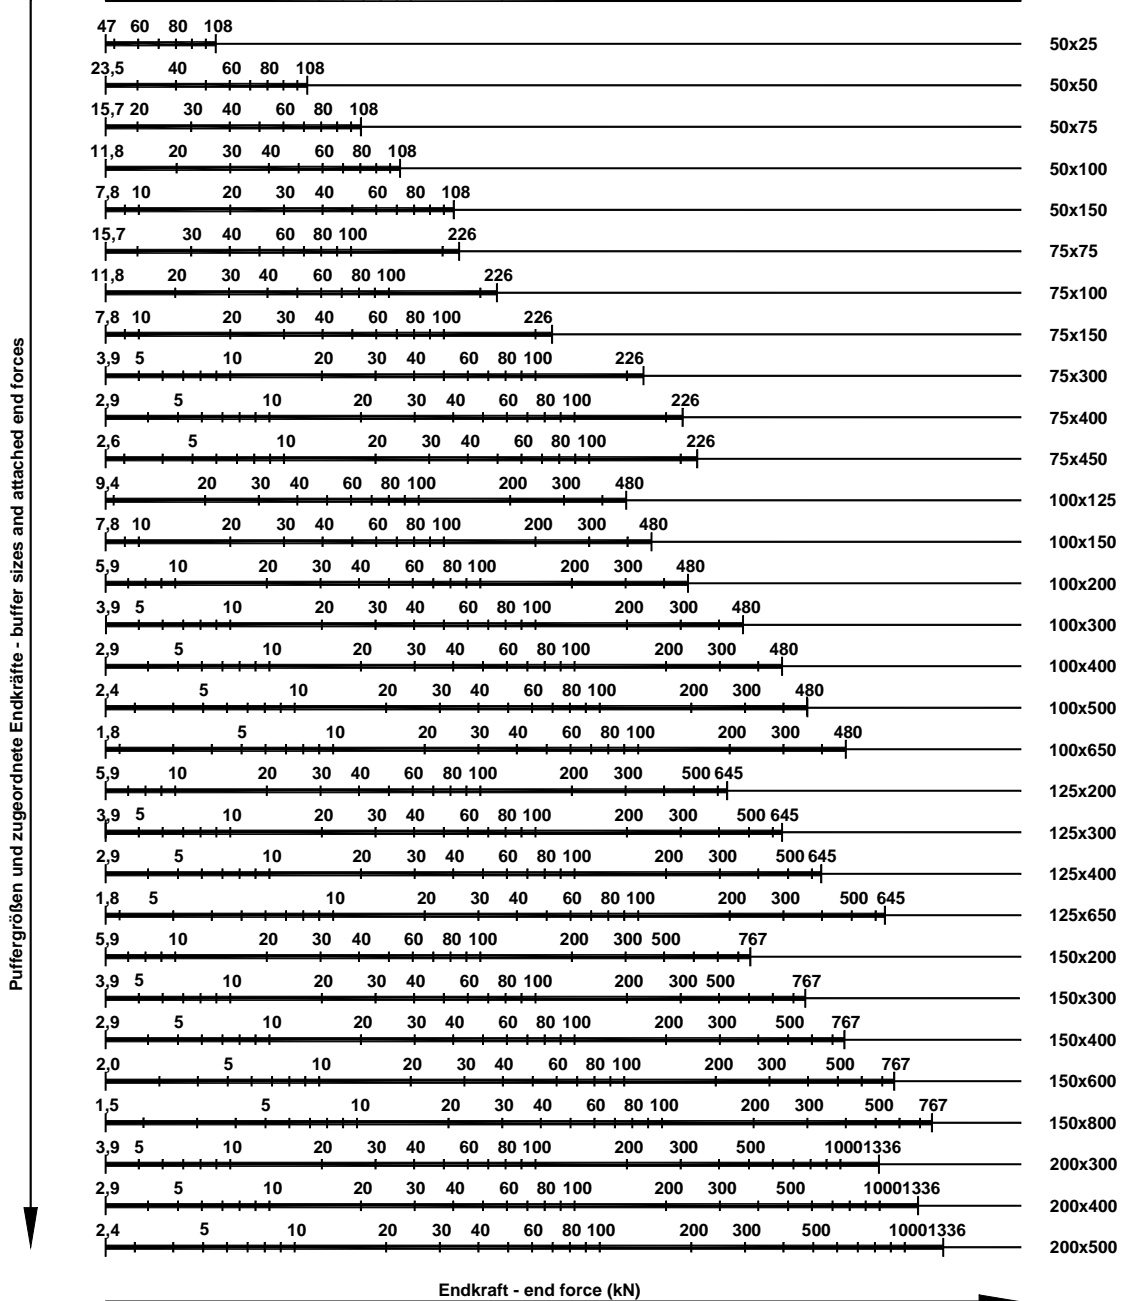 Puffergrößen und zugeordnete Endkräfte - buffer sizes and attached end forces
47 60 80 108 50x25
23,5 40 60 80 108 50x50
15,7 20 30 40 60 80 108 50x75
11,8 20 30 40 60 80 108 50x100
7,8 10 20 30 40 60 80 108 50x150
15,7 30 40 60 80 100 226 75x75
11,8 20 30 40 60 80 100 226 75x100
7,8 10 20 30 40 60 80 100 226 75x150
3,9 5 10 20 30 40 60 80 100 226 75x300
2,9 5 10 20 30 40 60 80 100 226 75x400
2,6 5 10 20 30 40 60 80 100 226 75x450
9,4 20 30 40 60 80 100 200 300 480 100x125
7,8 10 20 30 40 60 80 100 200 300 480 100x150
5,9 10 20 30 40 60 80 100 200 300 480 100x200
3,9 5 10 20 30 40 60 80 100 200 300 480 100x300
2,9 5 10 20 30 40 60 80 100 200 300 480 100x400
2,4 5 10 20 30 40 60 80 100 200 300 480 100x500
1,8 5 10 20 30 40 60 80 100 200 300 480 100x650
5,9 10 20 30 40 60 80 100 200 300 500 645 125x200
3,9 5 10 20 30 40 60 80 100 200 300 500 645 125x300
2,9 5 10 20 30 40 60 80 100 200 300 500 645 125x400
1,8 5 10 20 30 40 60 80 100 200 300 500 645 125x650
5,9 10 20 30 40 60 80 100 200 300 500 767 150x200
3,9 5 10 20 30 40 60 80 100 200 300 500 767 150x300
2,9 5 10 20 30 40 60 80 100 200 300 500 767 150x400
2,0 5 10 20 30 40 60 80 100 200 300 500 767 150x600
1,5 5 10 20 30 40 60 80 100 200 300 500 767 150x800
3,9 5 10 20 30 40 60 80 100 200 300 500 1000 1336 200x300
2,9 5 10 20 30 40 60 80 100 200 300 500 1000 1336 200x400
2,4 5 10 20 30 40 60 80 100 200 300 500 1000 1336 200x500
Endkraft - end force (kN)